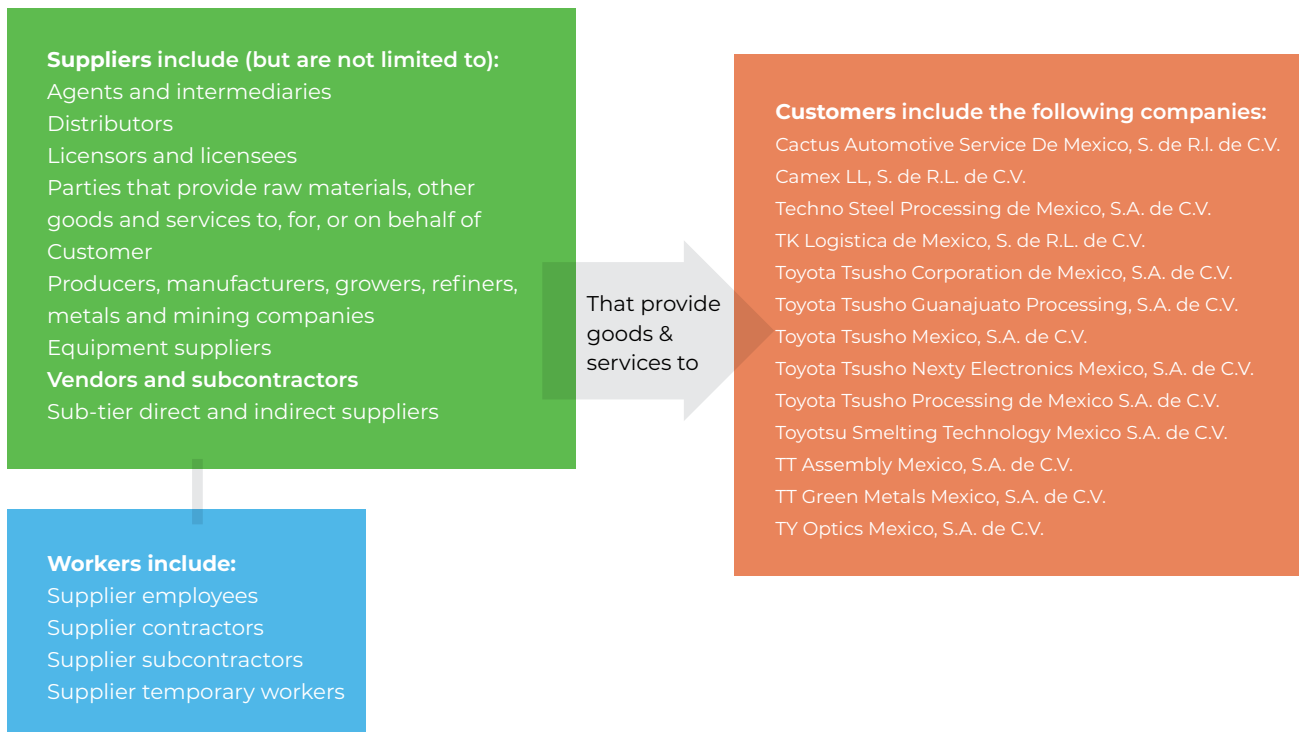 Suppliers include (but are not limited to):
Agents and intermediaries
Distributors
Licensors and licensees
Parties that provide raw materials, other
goods and services to, for, or on behalf of
Customer
Producers, manufacturers, growers, refiners,
metals and mining companies
Equipment suppliers
Vendors and subcontractors
Sub-tier direct and indirect suppliers
Workers include:
Supplier employees
Supplier contractors
Supplier subcontractors
Supplier temporary workers
That provide
goods &
services to
Customers include the following companies:
Cactus Automotive Service De Mexico, S. de R.l. de C.V.
Camex LL, S. de R.L. de C.V.
Techno Steel Processing de Mexico, S.A. de C.V.
TK Logistica de Mexico, S. de R.L. de C.V.
Toyota Tsusho Corporation de Mexico, S.A. de C.V.
Toyota Tsusho Guanajuato Processing, S.A. de C.V.
Toyota Tsusho Mexico, S.A. de C.V.
Toyota Tsusho Nexty Electronics Mexico, S.A. de C.V.
Toyota Tsusho Processing de Mexico S.A. de C.V.
Toyotsu Smelting Technology Mexico S.A. de C.V.
TT Assembly Mexico, S.A. de C.V.
TT Green Metals Mexico, S.A. de C.V.
TY Optics Mexico, S.A. de C.V.